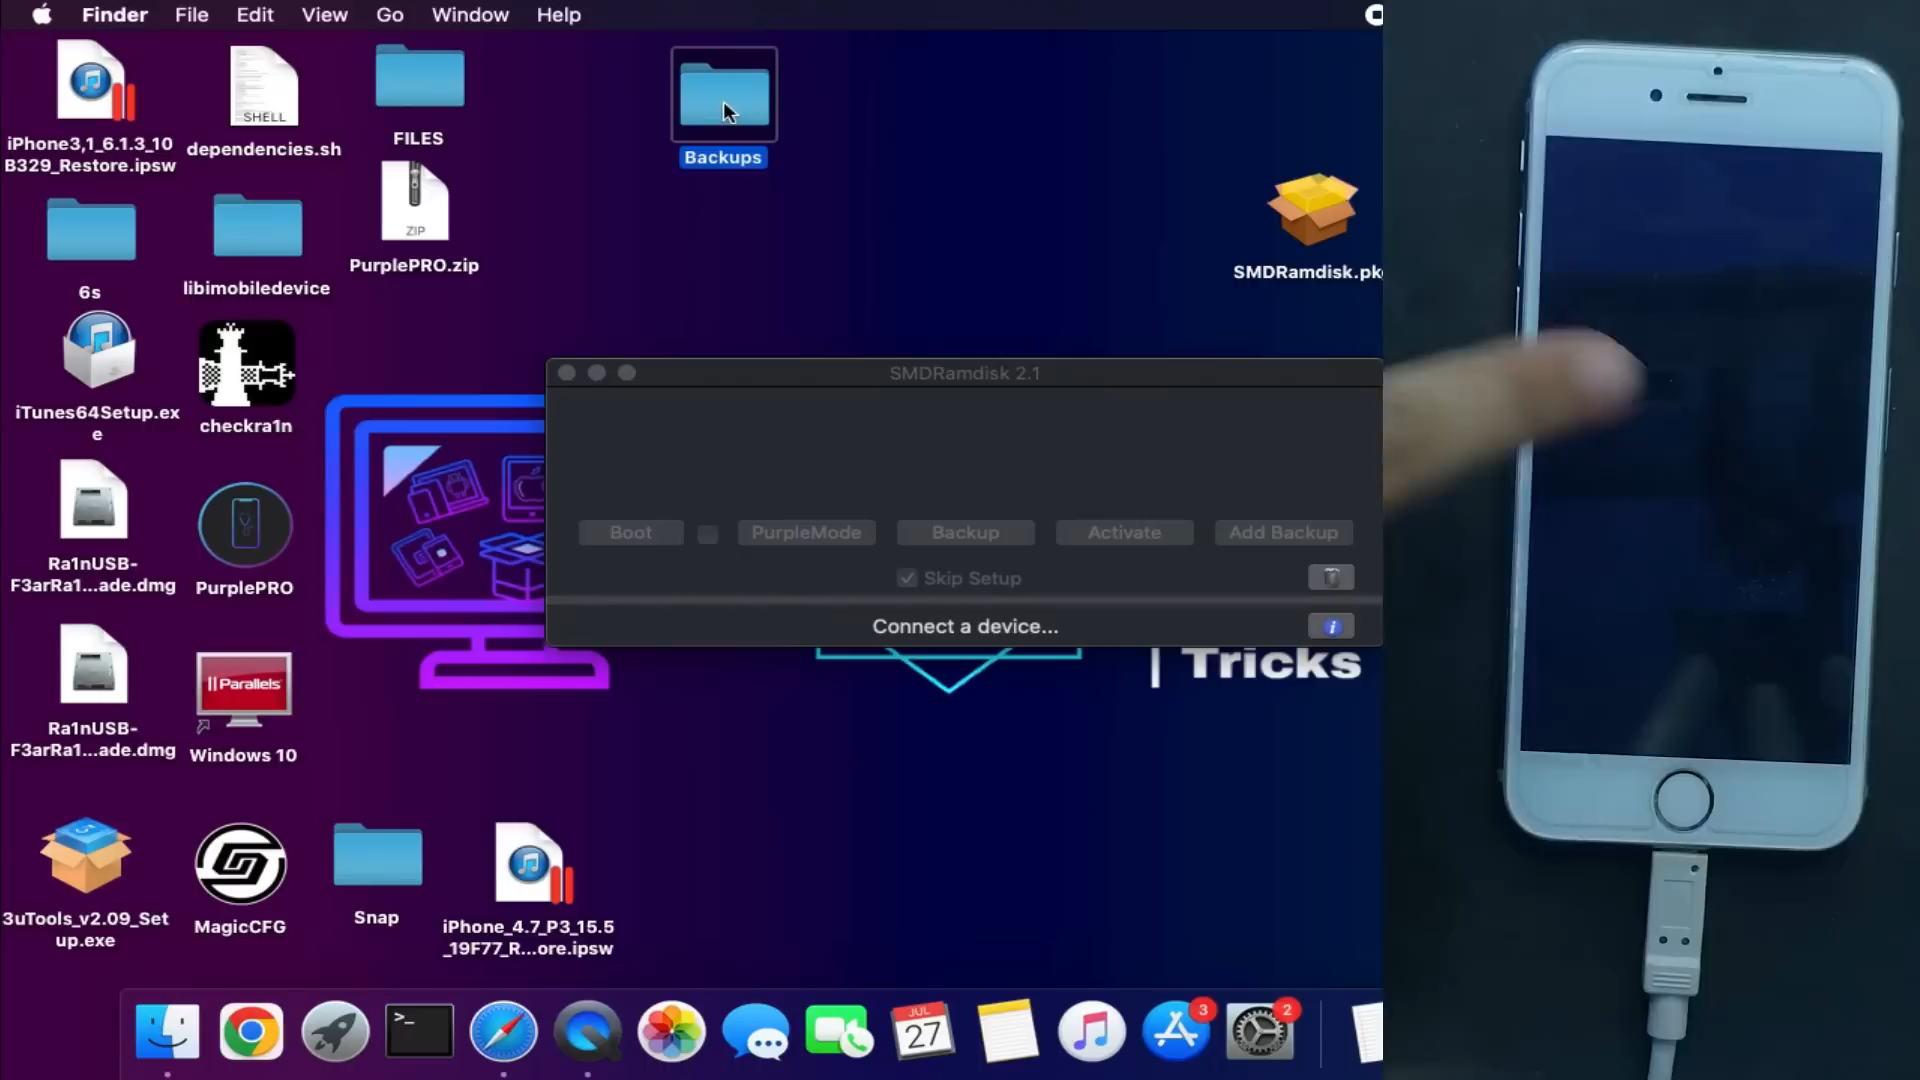 Finder File Edit View Go Window Help
iPhone3,1_6.1.3_10
B329_Restore.ipsw
SHELL
dependencies.sh
FILES
Backups
ZIP
PurplePRO.zip
SMDRamdisk.pk
6s
libimobiledevice
iTunes64Setup.ex
e
checkra1n
SMDRamdisk 2.1
Boot PurpleMode Backup Activate Add Backup
Skip Setup
Connect a device...
Ra1nUSB-
F3arRa1...ade.dmg
PurplePRO
Tricks
Ra1nUSB-
F3arRa1...ade.dmg
Parallels
Windows 10
3uTools_v2.09_Set
up.exe
MagicCFG
Snap
iPhone_4.7_P3_15.5
_19F77_R...ore.ipsw
JUL
27
3
2